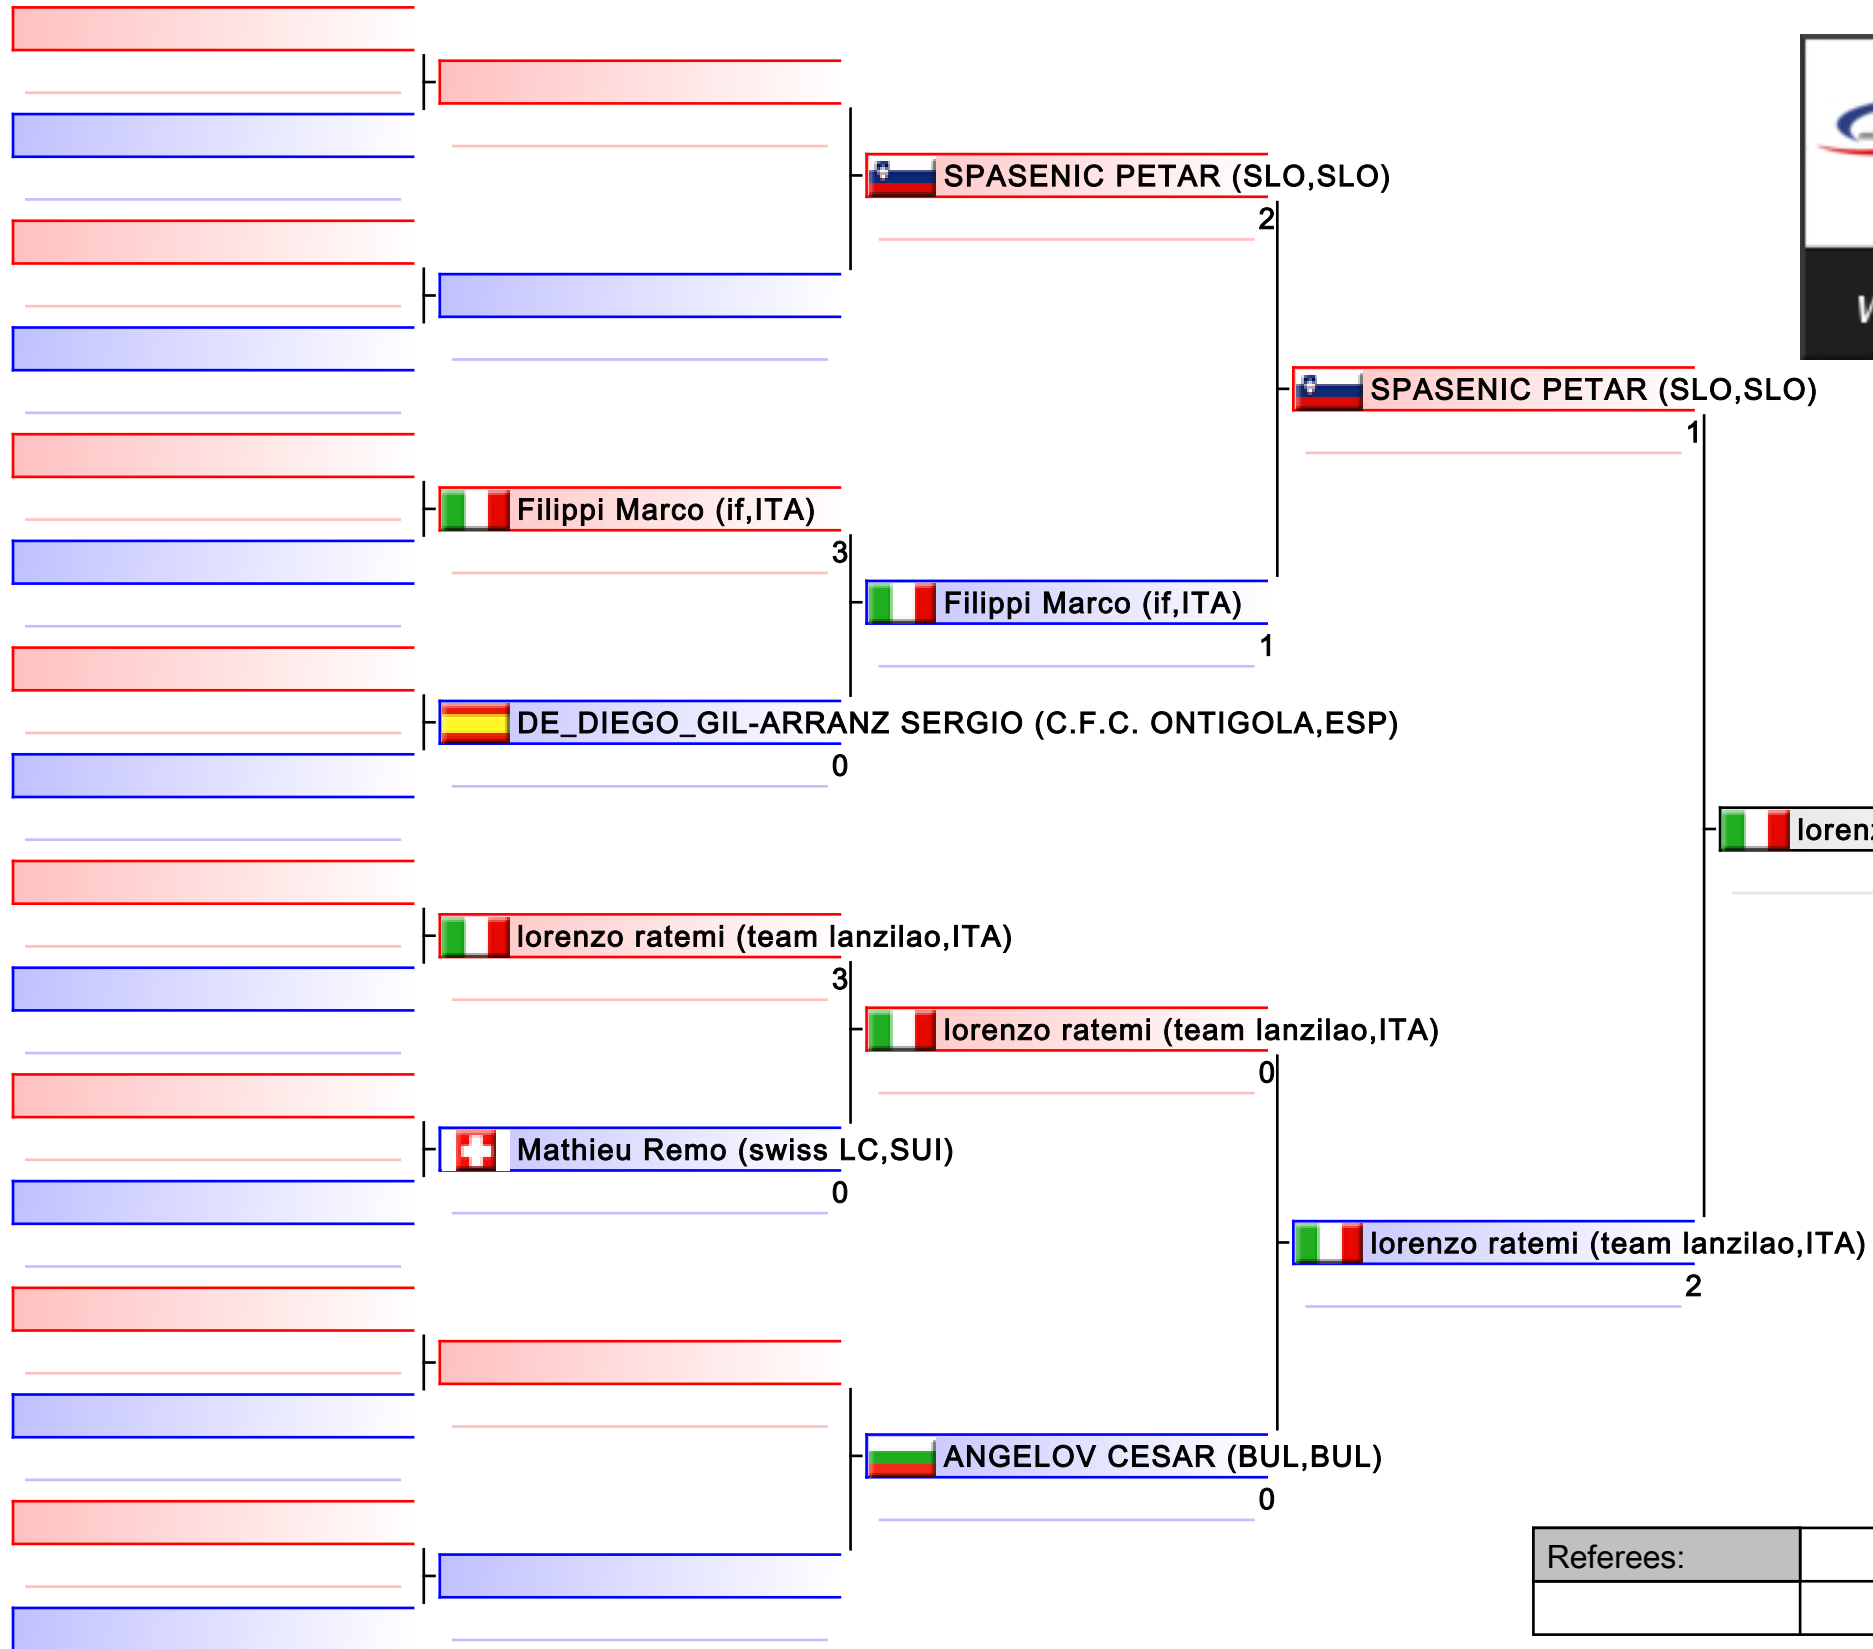 SPASENIC PETAR (SLO,SLO)
2
SPASENIC PETAR (SLO,SLO)
1
Filippi Marco (if,ITA)
3
Filippi Marco (if,ITA)
1
DE_DIEGO_GIL-ARRANZ SERGIO (C.F.C. ONTIGOLA,ESP)
0
lorenz
lorenzo ratemi (team lanzilao,ITA)
3
lorenzo ratemi (team lanzilao,ITA)
0
Mathieu Remo (swiss LC,SUI)
0
lorenzo ratemi (team lanzilao,ITA)
2
ANGELOV CESAR (BUL,BUL)
0
Referees: